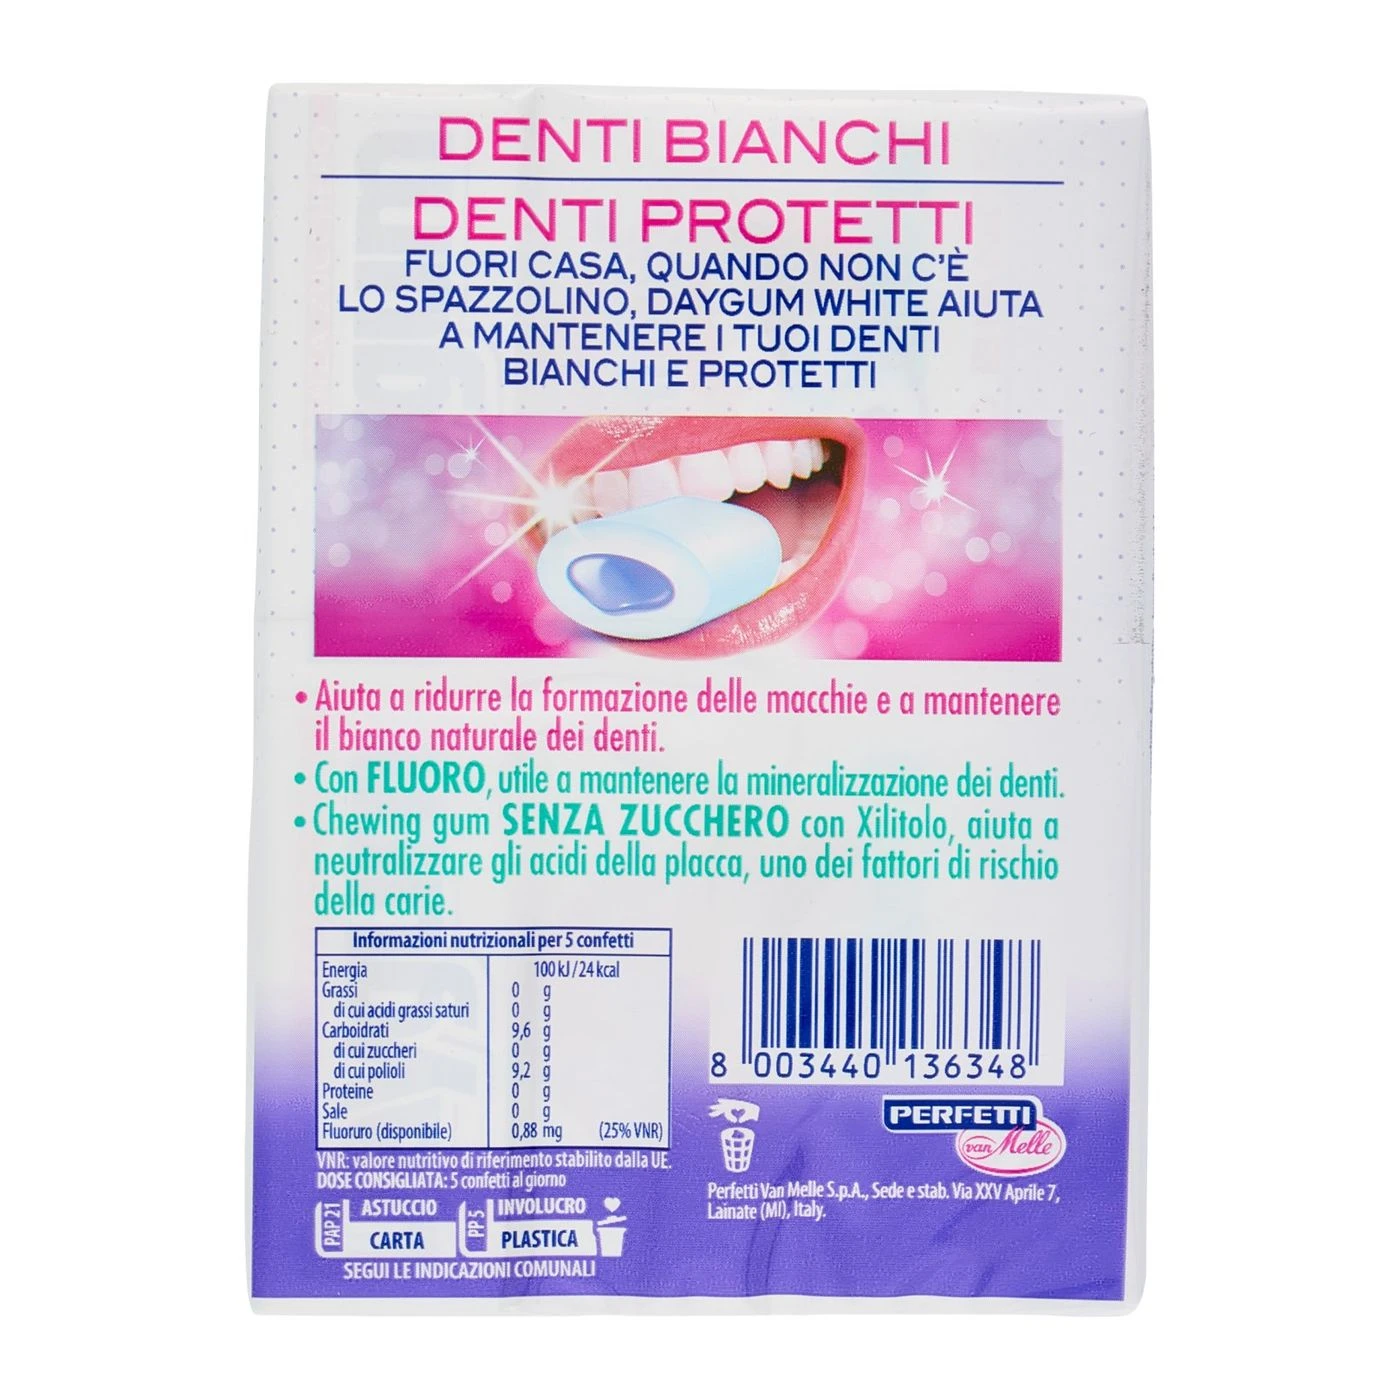 DENTI BIANCHI
DENTI PROTETTI
FUORI CASA, QUANDO NON C'È
LO SPAZZOLINO, DAYGUM WHITE AIUTA
A MANTENERE I TUOI DENTI
BIANCHI E PROTETTI
• Aiuta a ridurre la formazione delle macchie e a mantenere
il bianco naturale dei denti.
• Con FLUORO, utile a mantenere la mineralizzazione dei denti.
• Chewing gum SENZA ZUCCHERO con Xilitolo, aiuta a
neutralizzare gli acidi della placca, uno dei fattori di rischio
della carie.
Informazioni nutrizionali per 5 confetti
Energia 100 kJ / 24 kcal
Grassi 0 g
di cui acidi grassi saturi 0 g
Carboidrati 9,6 g
di cui zuccheri 0 g
di cui polioli 9,2 g
Proteine 0 g
Sale 0 g
Fluoruro (disponibile) 0,88 mg (25% VNR)
VNR: valore nutritivo di riferimento stabilito dalla UE.
DOSE CONSIGLIATA: 5 confetti al giorno
PAP 21 ASTUCCIO CARTA
PP 5 INVOLUCRO PLASTICA
SEGUI LE INDICAZIONI COMUNALI
8 003440 136348
PERFETTI
van Melle
Perfetti Van Melle S.p.A., Sede e stab. Via XXV Aprile 7,
Lainate (MI), Italy.